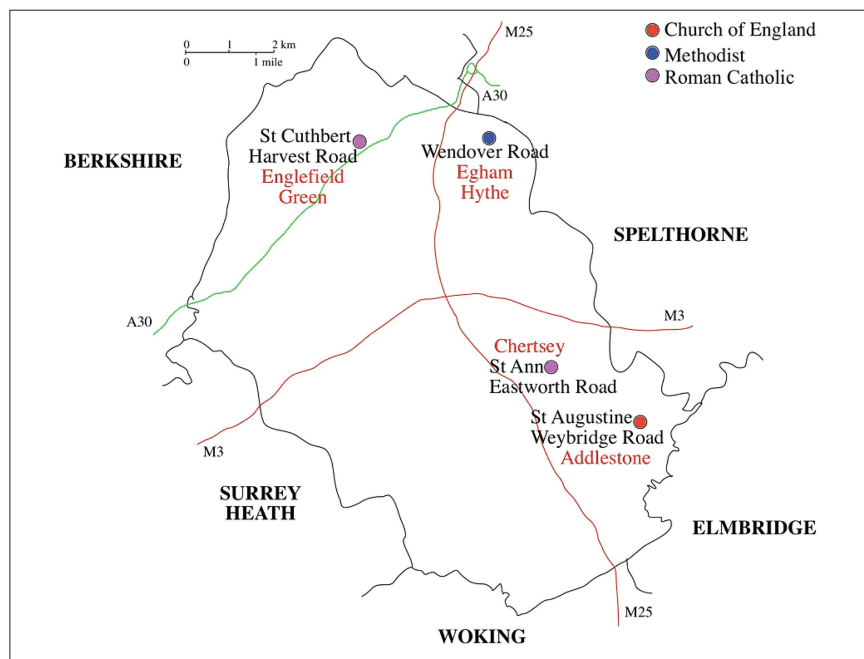 M25
Church of England
Methodist
Roman Catholic
0 1 2 km
0 1 mile
A30
St Cuthbert
Harvest Road
Englefield
Green
BERKSHIRE
Wendover Road
Egham
Hythe
SPELTHORNE
A30
M3
Chertsey
St Ann
Eastworth Road
St Augustine
Weybridge Road
Addlestone
M3
SURREY
HEATH
ELMBRIDGE
M25
WOKING